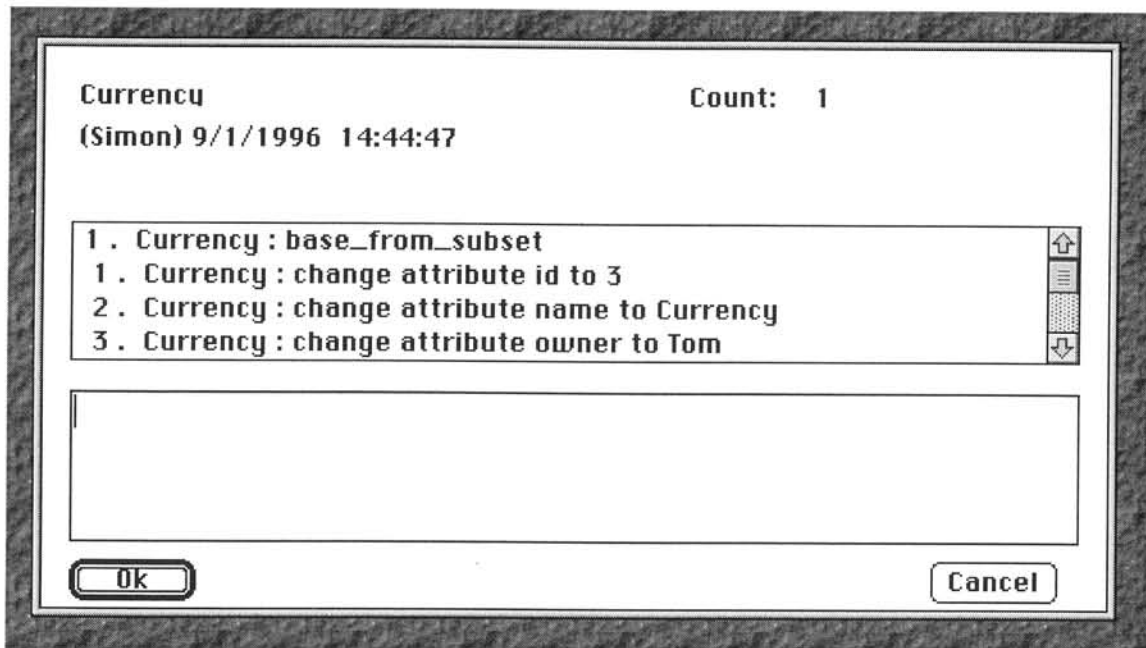 Currency Count: 1
(Simon) 9/1/1996 14:44:47
1 . Currency : base_from_subset
1 . Currency : change attribute id to 3
2 . Currency : change attribute name to Currency
3 . Currency : change attribute owner to Tom
Ok Cancel